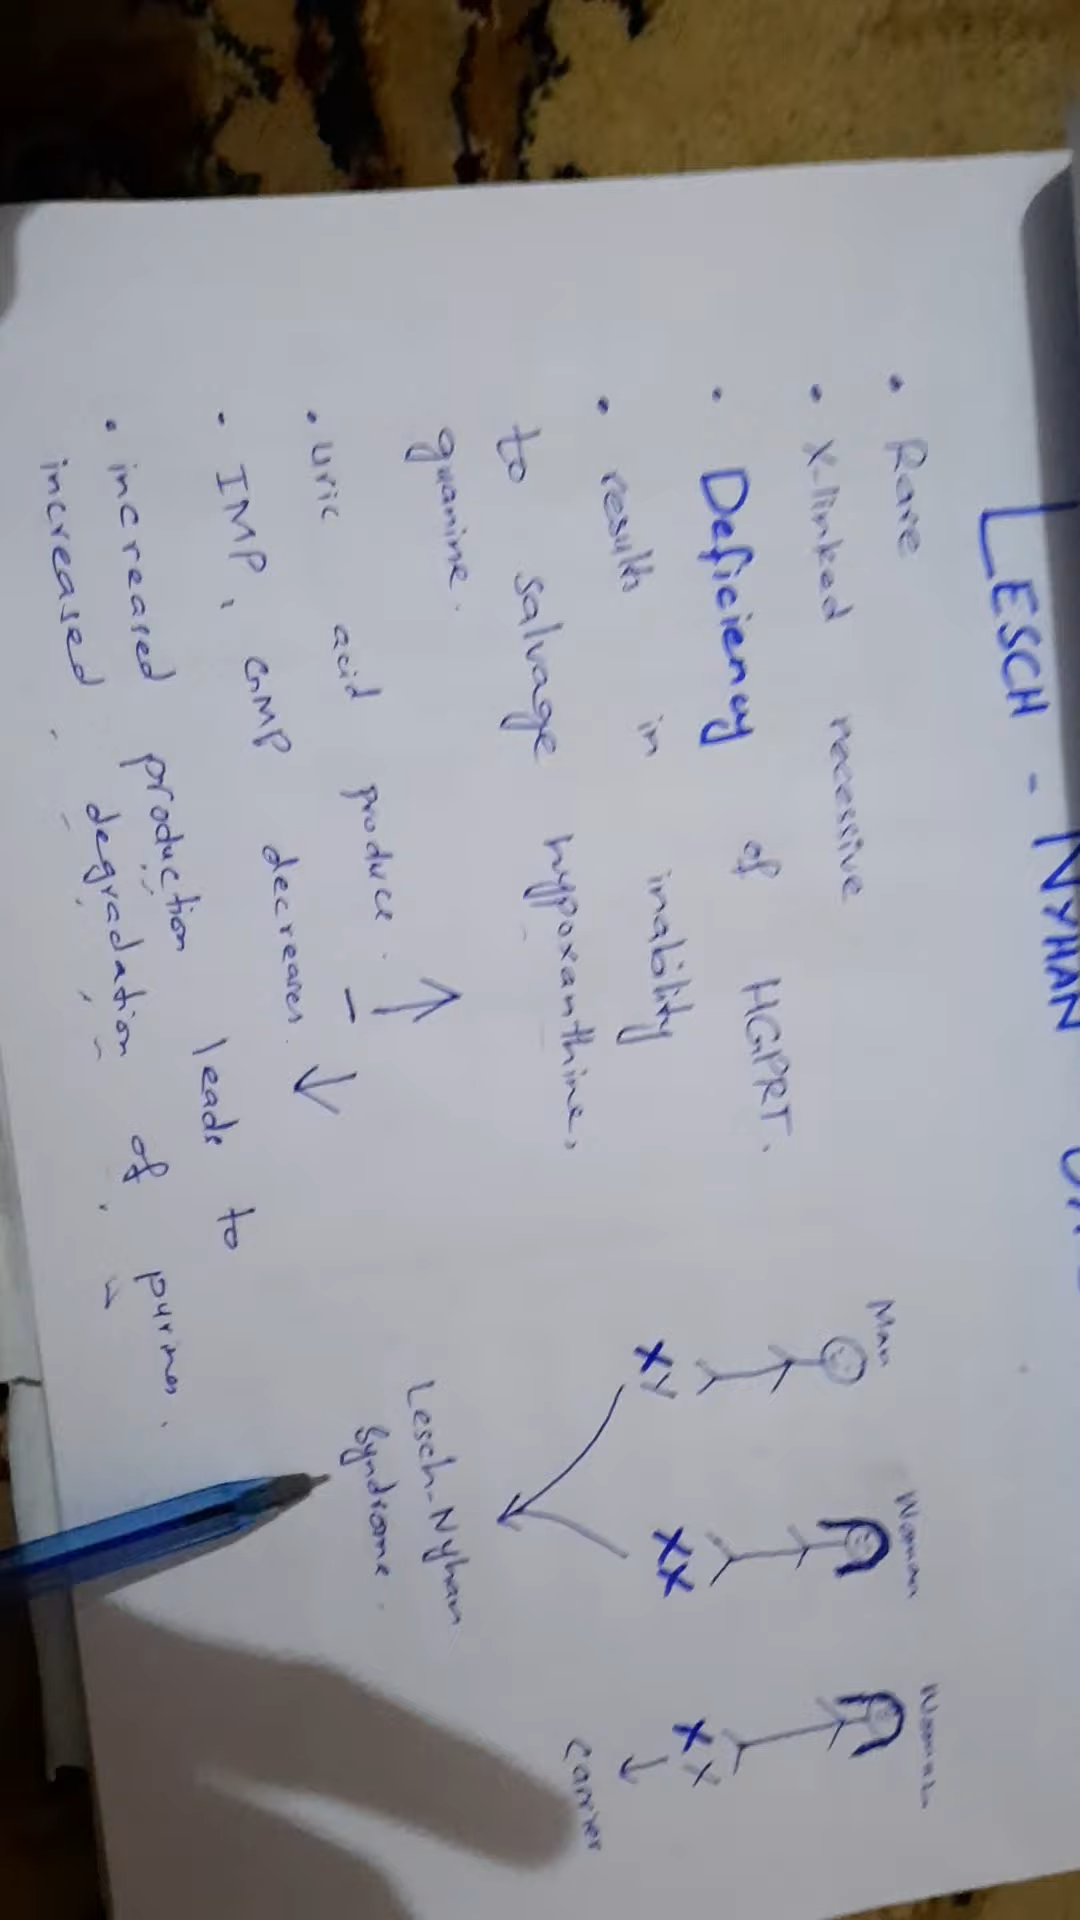 LESCH - NYHAN
• Rare
• X-linked recessive
• Deficiency of HGPRT.
• results in inability
to salvage hypoxanthine,
guanine.
• uric acid produce. ↑
• IMP, GMP decreases. ↓
• increased production leads to
increased degradation of purines.
Man
Woman
Woman
XY
XX
XX
↓
Carrier
Lesch-Nyhan
Syndrome.